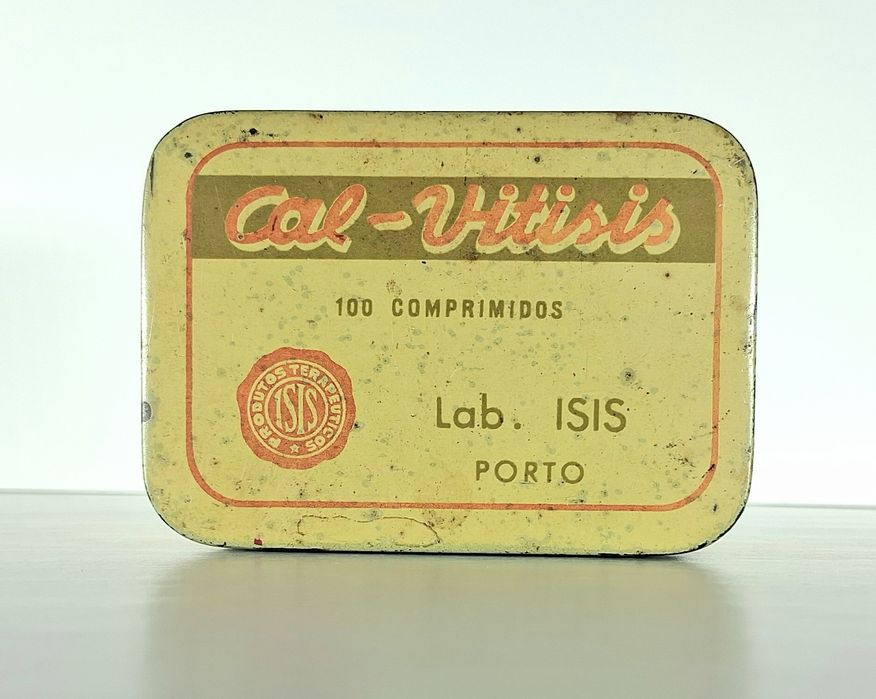 Cal-Vitisis
100 COMPRIMIDOS
PRODUTOS TERAPEUTICOS
ISIS
Lab. ISIS
PORTO